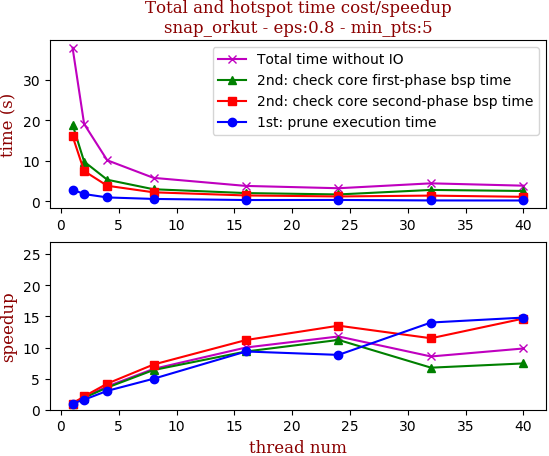 Total and hotspot time cost/speedup
snap_orkut - eps:0.8 - min_pts:5
time (s)
30
20
10
0
Total time without IO
2nd: check core first-phase bsp time
2nd: check core second-phase bsp time
1st: prune execution time
0 5 10 15 20 25 30 35 40
speedup
25
20
15
10
5
0
0 5 10 15 20 25 30 35 40
thread num